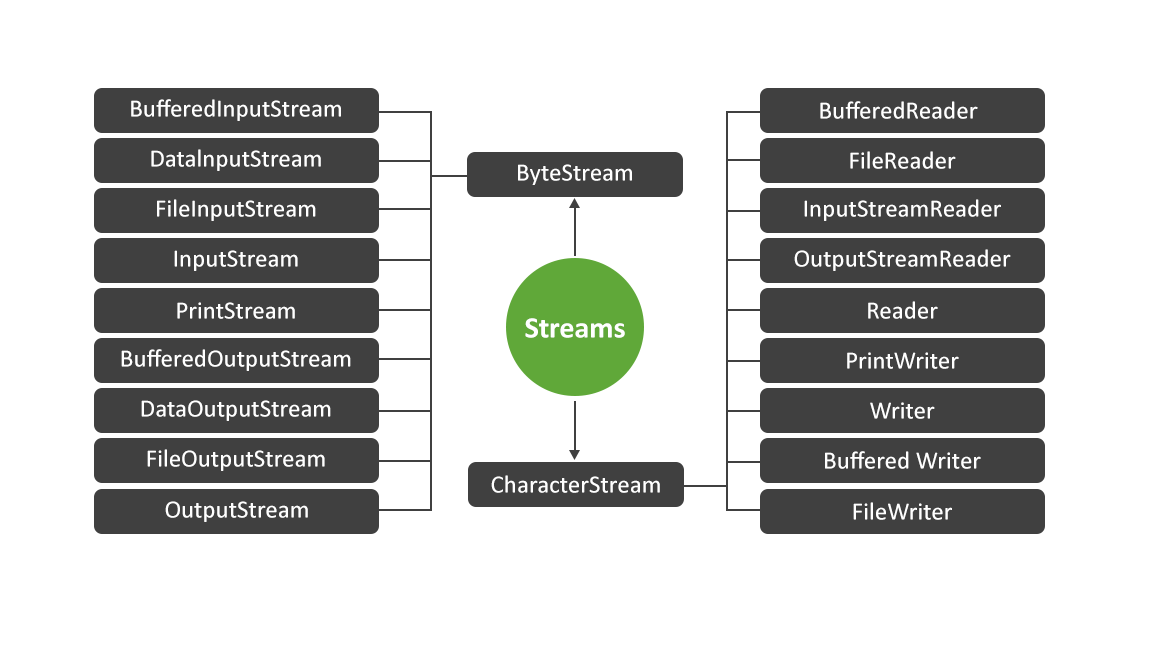 BufferedInputStream
DataInputStream
FileInputStream
InputStream
PrintStream
BufferedOutputStream
DataOutputStream
FileOutputStream
OutputStream
ByteStream
Streams
CharacterStream
BufferedReader
FileReader
InputStreamReader
OutputStreamReader
Reader
PrintWriter
Writer
Buffered Writer
FileWriter